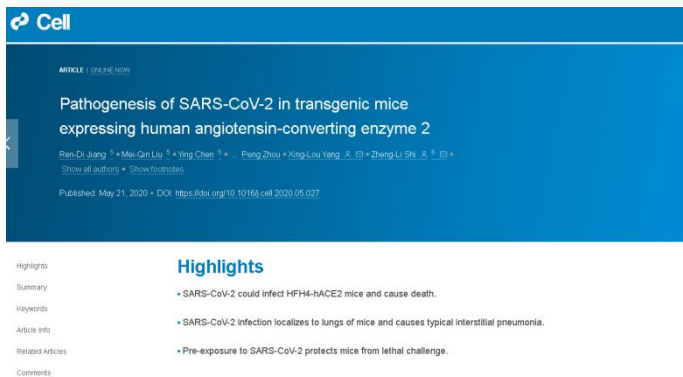 Cell
ARTICLE | ONLINE NOW
Pathogenesis of SARS-CoV-2 in transgenic mice
expressing human angiotensin-converting enzyme 2
Ren-Di Jiang 5 • Mei-Qin Liu 5 • Ying Chen 5 • ... Peng Zhou • Xing-Lou Yang • Zheng-Li Shi 6 •
Show all authors • Show footnotes
Published: May 21, 2020 • DOI: https://doi.org/10.1016/j.cell.2020.05.027
Highlights
Summary
Keywords
Article Info
Related Articles
Comments
Highlights
• SARS-CoV-2 could infect HFH4-hACE2 mice and cause death.
• SARS-CoV-2 infection localizes to lungs of mice and causes typical interstitial pneumonia.
• Pre-exposure to SARS-CoV-2 protects mice from lethal challenge.